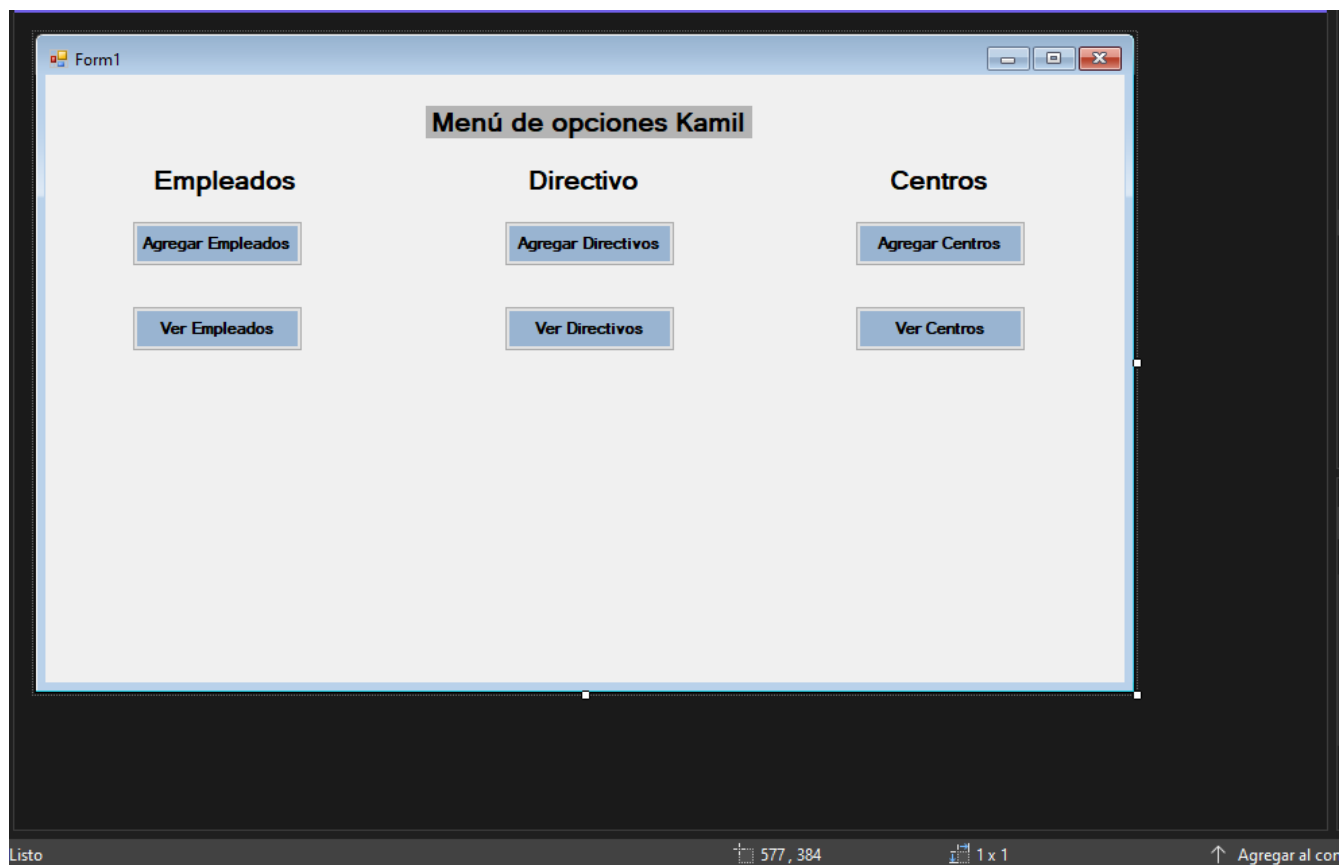 Form1
Menú de opciones Kamil
Empleados Directivo Centros
Agregar Empleados Agregar Directivos Agregar Centros
Ver Empleados Ver Directivos Ver Centros
Listo 577 , 384 1 x 1 Agregar al con